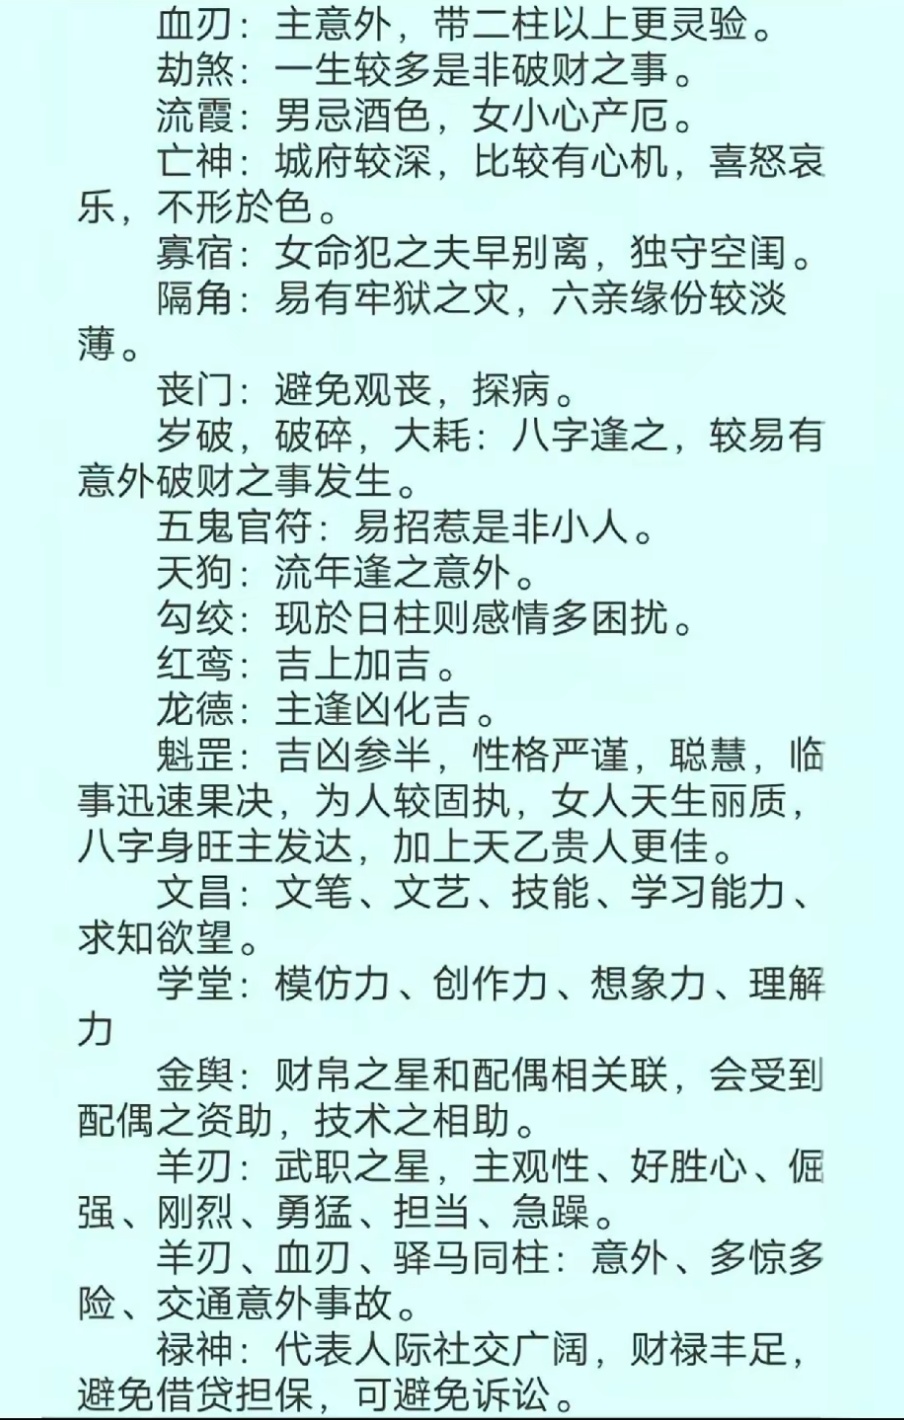 血刃：主意外，带二柱以上更灵验。
劫煞：一生较多是非破财之事。
流霞：男忌酒色，女小心产厄。
亡神：城府较深，比较有心机，喜怒哀
乐，不形於色。
寡宿：女命犯之夫早别离，独守空闺。
隔角：易有牢狱之灾，六亲缘份较淡
薄。
丧门：避免观丧，探病。
岁破，破碎，大耗：八字逢之，较易有
意外破财之事发生。
五鬼官符：易招惹是非小人。
天狗：流年逢之意外。
勾绞：现於日柱则感情多困扰。
红鸾：吉上加吉。
龙德：主逢凶化吉。
魁罡：吉凶参半，性格严谨，聪慧，临
事迅速果决，为人较固执，女人天生丽质，
八字身旺主发达，加上天乙贵人更佳。
文昌：文笔、文艺、技能、学习能力、
求知欲望。
学堂：模仿力、创作力、想象力、理解
力
金舆：财帛之星和配偶相关联，会受到
配偶之资助，技术之相助。
羊刃：武职之星，主观性、好胜心、倔
强、刚烈、勇猛、担当、急躁。
羊刃、血刃、驿马同柱：意外、多惊多
险、交通意外事故。
禄神：代表人际社交广阔，财禄丰足，
避免借贷担保，可避免诉讼。